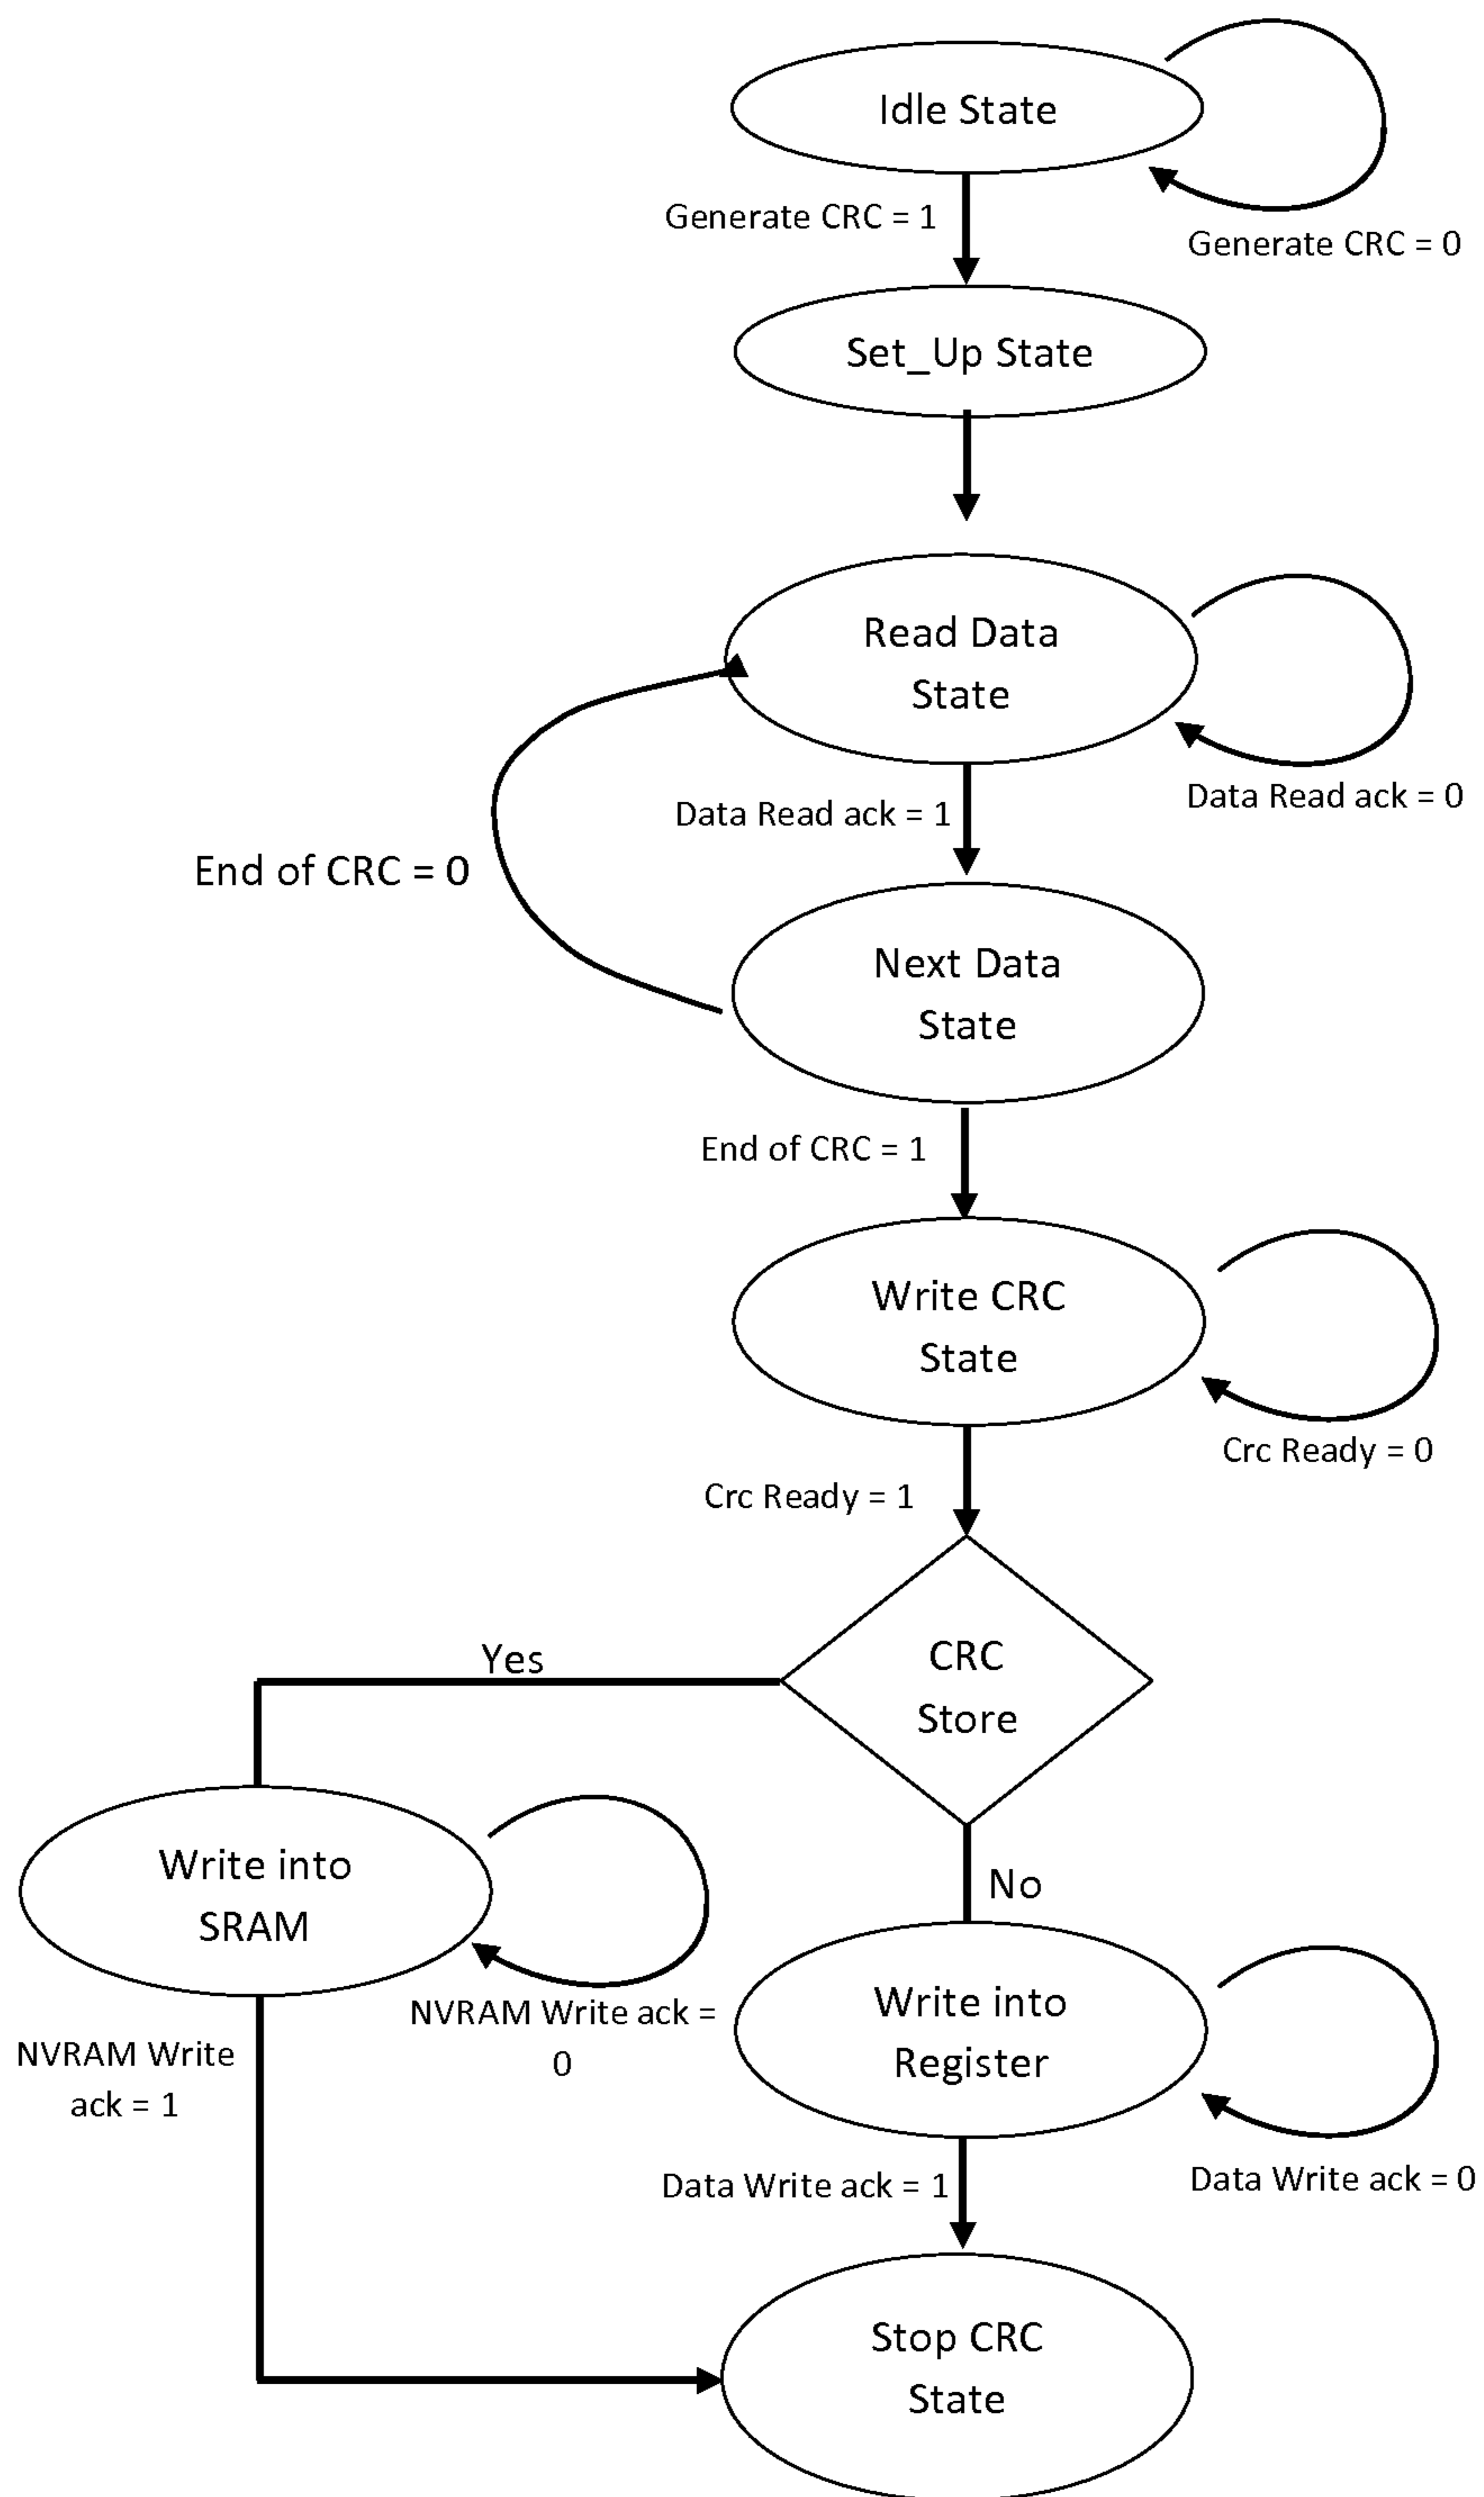 Idle State
Generate CRC = 1
Generate CRC = 0
Set_Up State
Read Data
State
Data Read ack = 1
Data Read ack = 0
End of CRC = 0
Next Data
State
End of CRC = 1
Write CRC
State
Crc Ready = 1
Crc Ready = 0
CRC
Store
Yes
No
Write into
SRAM
NVRAM Write ack =
0
NVRAM Write
ack = 1
Write into
Register
Data Write ack = 1
Data Write ack = 0
Stop CRC
State